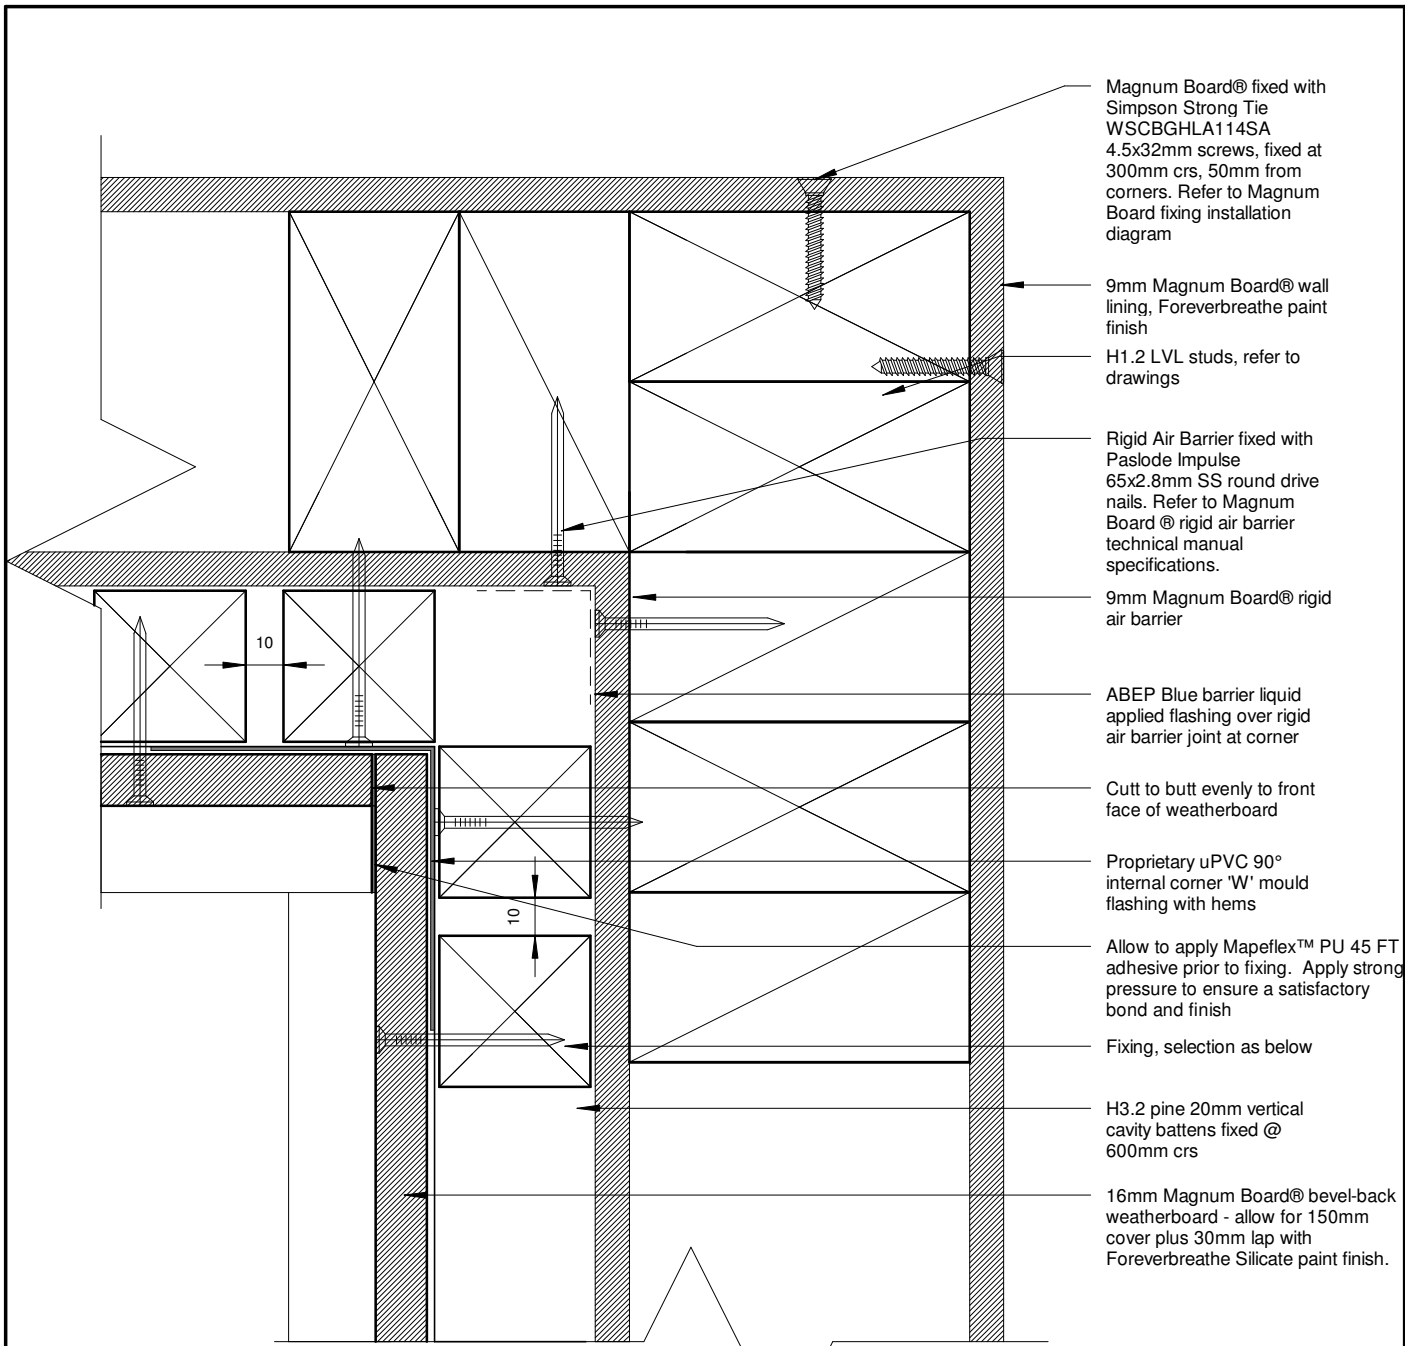 Magnum Board® fixed with
Simpson Strong Tie
WSCBGHLA114SA
4.5x32mm screws, fixed at
300mm crs, 50mm from
corners. Refer to Magnum
Board fixing installation
diagram
9mm Magnum Board® wall
lining, Foreverbreathe paint
finish
H1.2 LVL studs, refer to
drawings
Rigid Air Barrier fixed with
Paslode Impulse
65x2.8mm SS round drive
nails. Refer to Magnum
Board ® rigid air barrier
technical manual
specifications.
9mm Magnum Board® rigid
air barrier
10
ABEP Blue barrier liquid
applied flashing over rigid
air barrier joint at corner
Cutt to butt evenly to front
face of weatherboard
Proprietary uPVC 90°
internal corner 'W' mould
flashing with hems
10
Allow to apply Mapeflex™ PU 45 FT
adhesive prior to fixing.  Apply strong
pressure to ensure a satisfactory
bond and finish
Fixing, selection as below
H3.2 pine 20mm vertical
cavity battens fixed @
600mm crs
16mm Magnum Board® bevel-back
weatherboard - allow for 150mm
cover plus 30mm lap with
Foreverbreathe Silicate paint finish.